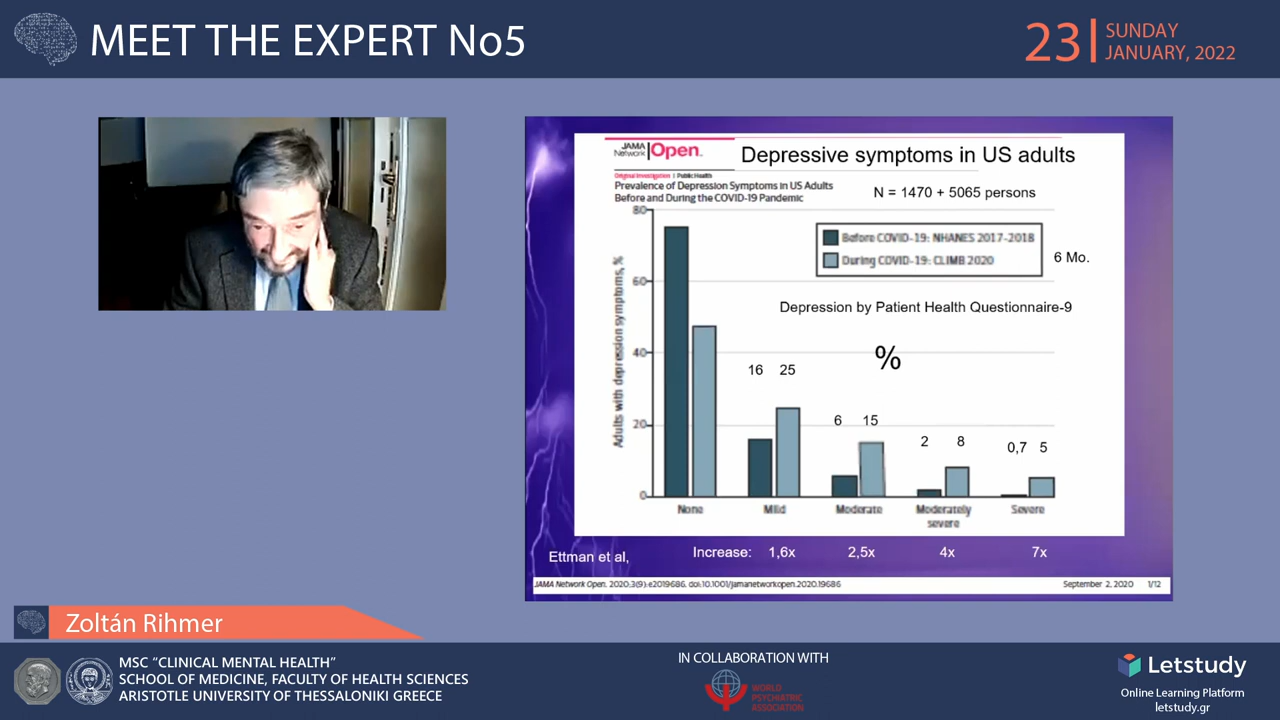 MEET THE EXPERT No5
23
SUNDAY
JANUARY, 2022
JAMA
Network
Open™
Depressive symptoms in US adults
Original Investigation | Public Health
Prevalence of Depression Symptoms in US Adults
Before and During the COVID-19 Pandemic
N = 1470 + 5065 persons
Before COVID-19: NHANES 2017-2018
During COVID-19: CLIMB 2020
6 Mo.
Depression by Patient Health Questionnaire-9
%
Adults with depression symptoms, %
80
60
40
20
0
16 25
6 15
2 8
0,7 5
None
Mild
Moderate
Moderately
severe
Severe
Ettman et al,
Increase: 1,6x 2,5x 4x 7x
JAMA Network Open. 2020;3(9):e2019686. doi:10.1001/jamanetworkopen.2020.19686
September 2, 2020 1/12
Zoltán Rihmer
MSC "CLINICAL MENTAL HEALTH"
SCHOOL OF MEDICINE, FACULTY OF HEALTH SCIENCES
ARISTOTLE UNIVERSITY OF THESSALONIKI GREECE
IN COLLABORATION WITH
WORLD
PSYCHIATRIC
ASSOCIATION
Letstudy
Online Learning Platform
letstudy.gr